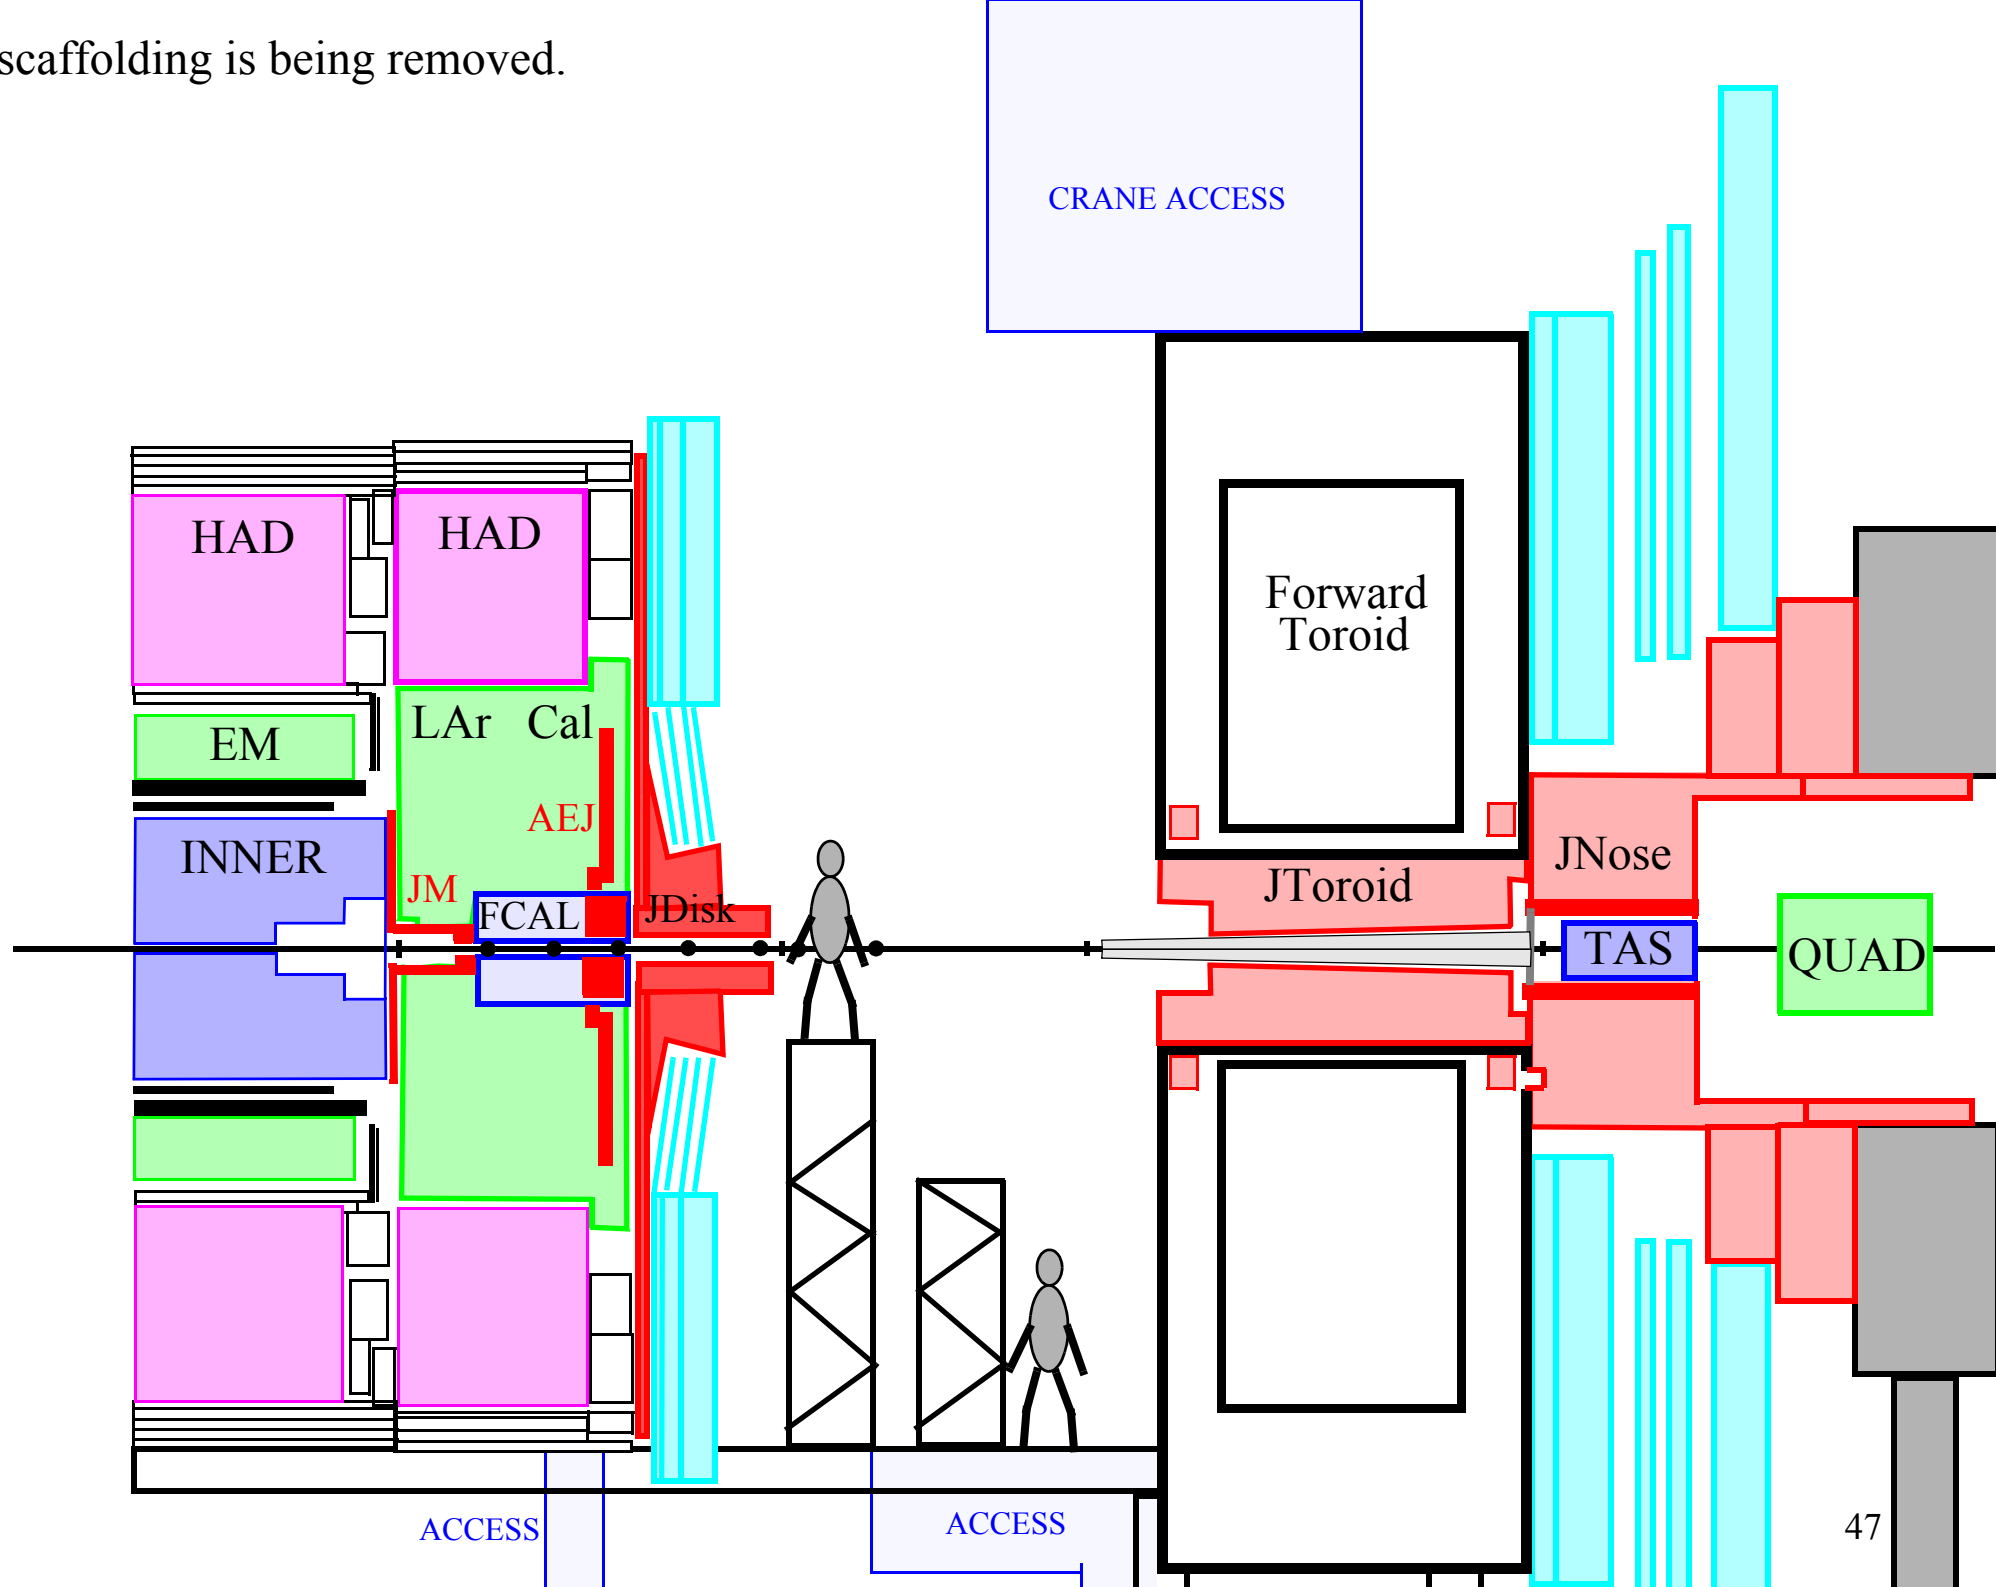 scaffolding is being removed.
CRANE ACCESS
HAD
HAD
Forward
Toroid
LAr Cal
EM
AEJ
INNER
JM
FCAL
JDisk
JToroid
JNose
TAS
QUAD
ACCESS
ACCESS
47